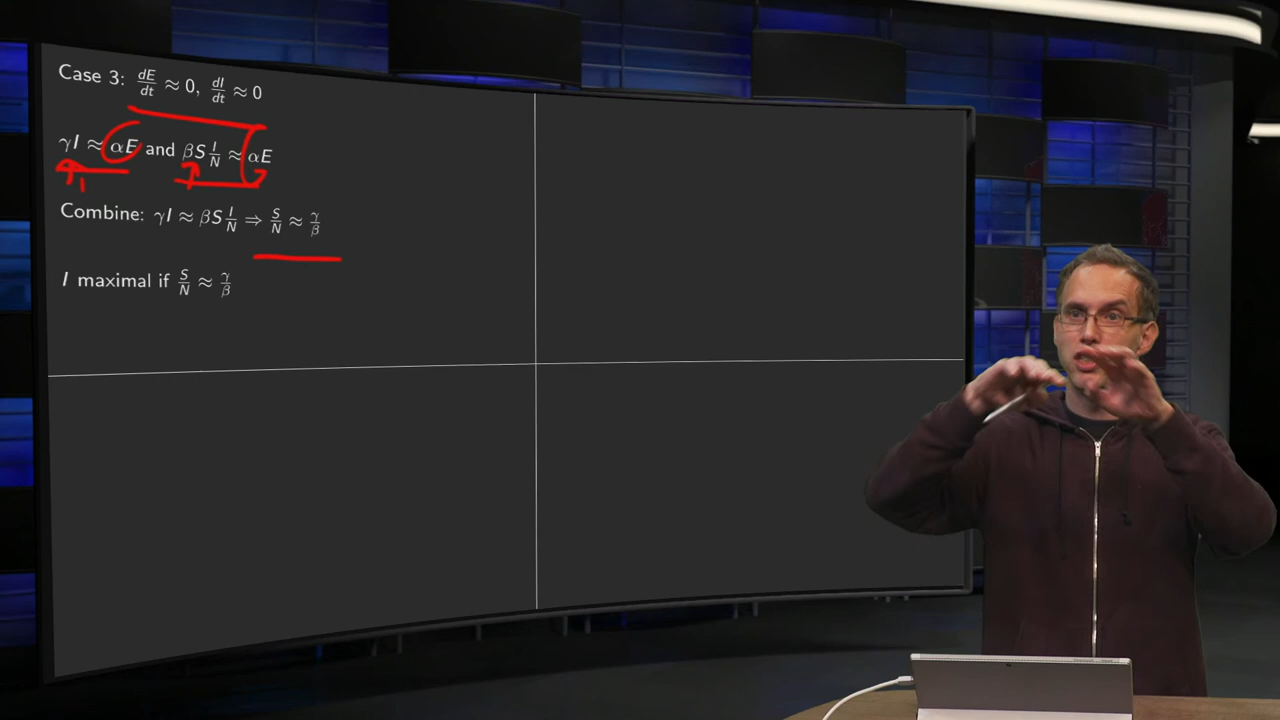 Case 3: dE/dt ≈ 0, dI/dt ≈ 0
γI ≈ αE and βS I/N ≈ αE
Combine: γI ≈ βS I/N ⇒ S/N ≈ γ/β
I maximal if S/N ≈ γ/β